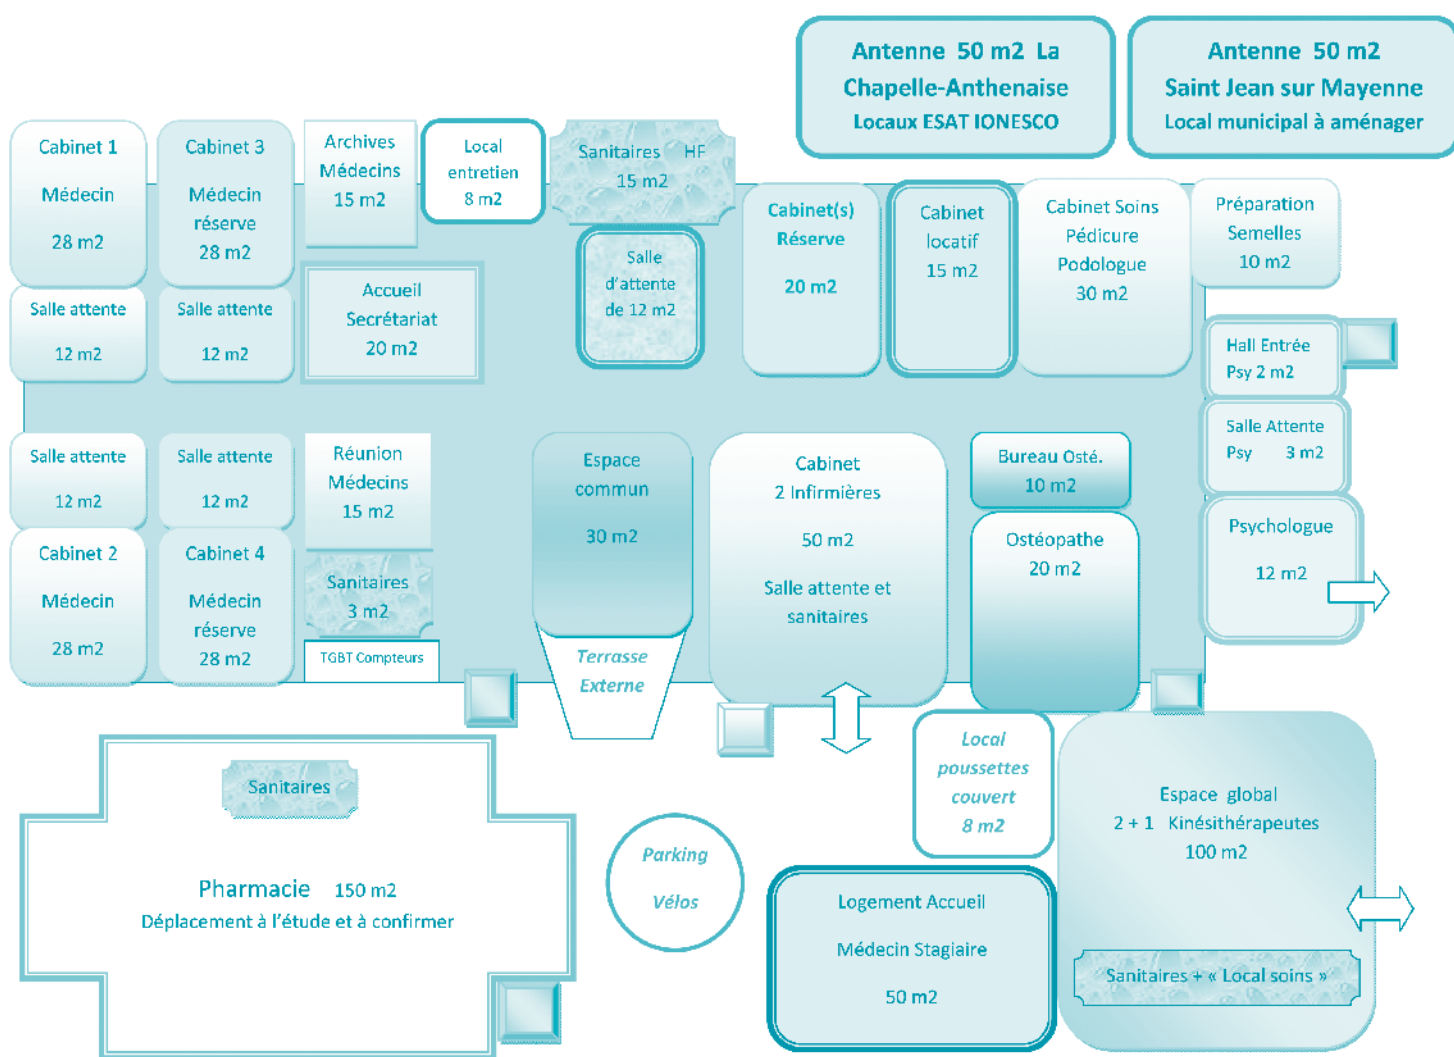 Antenne 50 m2 La
Chapelle-Anthenaise
Locaux ESAT IONESCO
Antenne 50 m2
Saint Jean sur Mayenne
Local municipal à aménager
Cabinet 1
Médecin
28 m2
Cabinet 3
Médecin
réserve
28 m2
Archives
Médecins
15 m2
Local
entretien
8 m2
Sanitaires HF
15 m2
Salle
d'attente
de 12 m2
Cabinet(s)
Réserve
20 m2
Cabinet
locatif
15 m2
Cabinet Soins
Pédicure
Podologue
30 m2
Préparation
Semelles
10 m2
Salle attente
12 m2
Salle attente
12 m2
Accueil
Secrétariat
20 m2
Hall Entrée
Psy 2 m2
Salle Attente
Psy 3 m2
Psychologue
12 m2
Salle attente
12 m2
Salle attente
12 m2
Réunion
Médecins
15 m2
Espace
commun
30 m2
Cabinet
2 Infirmières
50 m2
Salle attente et
sanitaires
Bureau Osté.
10 m2
Ostéopathe
20 m2
Cabinet 2
Médecin
28 m2
Cabinet 4
Médecin
réserve
28 m2
Sanitaires
3 m2
TGBT Compteurs
Terrasse
Externe
Sanitaires
Pharmacie 150 m2
Déplacement à l'étude et à confirmer
Parking
Vélos
Local
poussettes
couvert
8 m2
Logement Accueil
Médecin Stagiaire
50 m2
Espace global
2 + 1 Kinésithérapeutes
100 m2
Sanitaires + « Local soins »